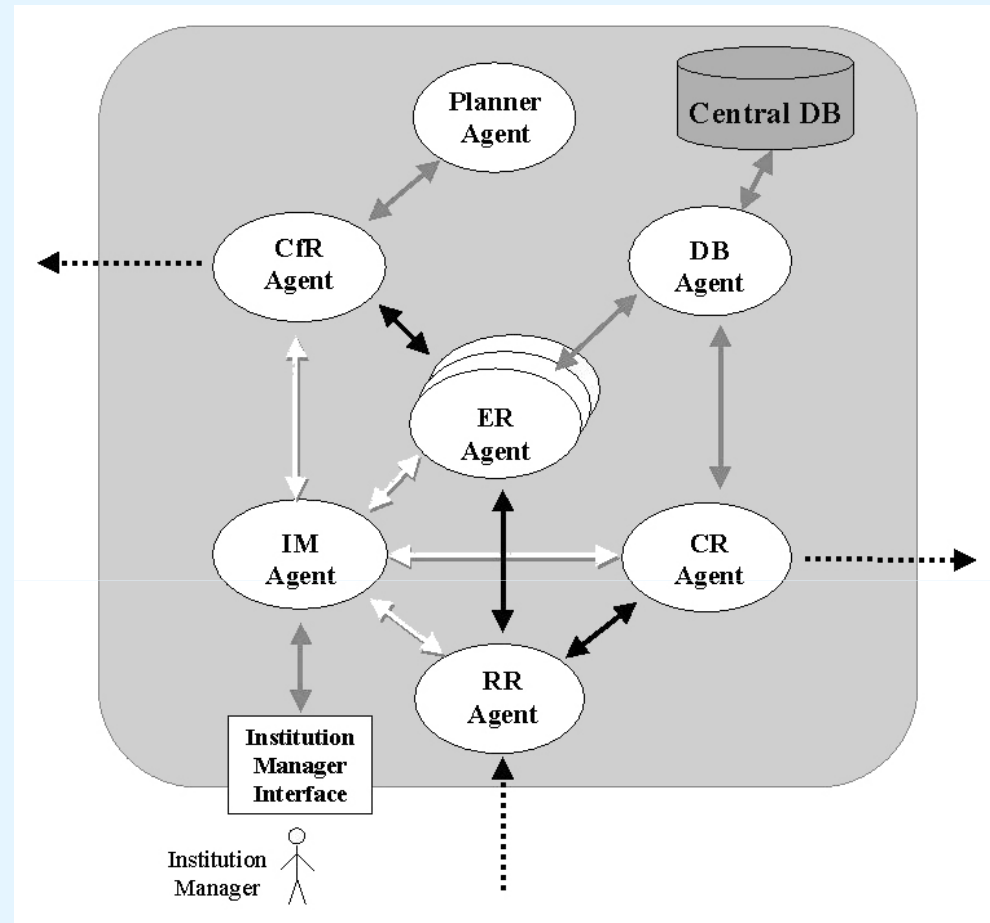 Planner
Agent
Central DB
CfR
Agent
DB
Agent
ER
Agent
IM
Agent
CR
Agent
RR
Agent
Institution
Manager
Interface
Institution
Manager